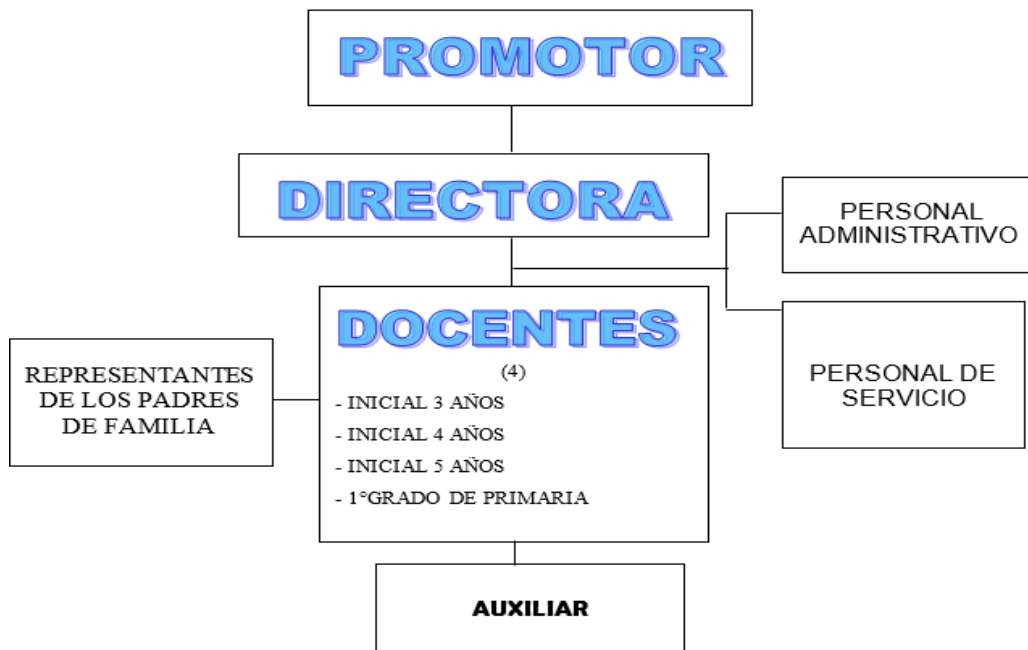 PROMOTOR
DIRECTORA
PERSONAL
ADMINISTRATIVO
DOCENTES
(4)
- INICIAL 3 AÑOS
- INICIAL 4 AÑOS
- INICIAL 5 AÑOS
- 1°GRADO DE PRIMARIA
REPRESENTANTES
DE LOS PADRES
DE FAMILIA
PERSONAL DE
SERVICIO
AUXILIAR